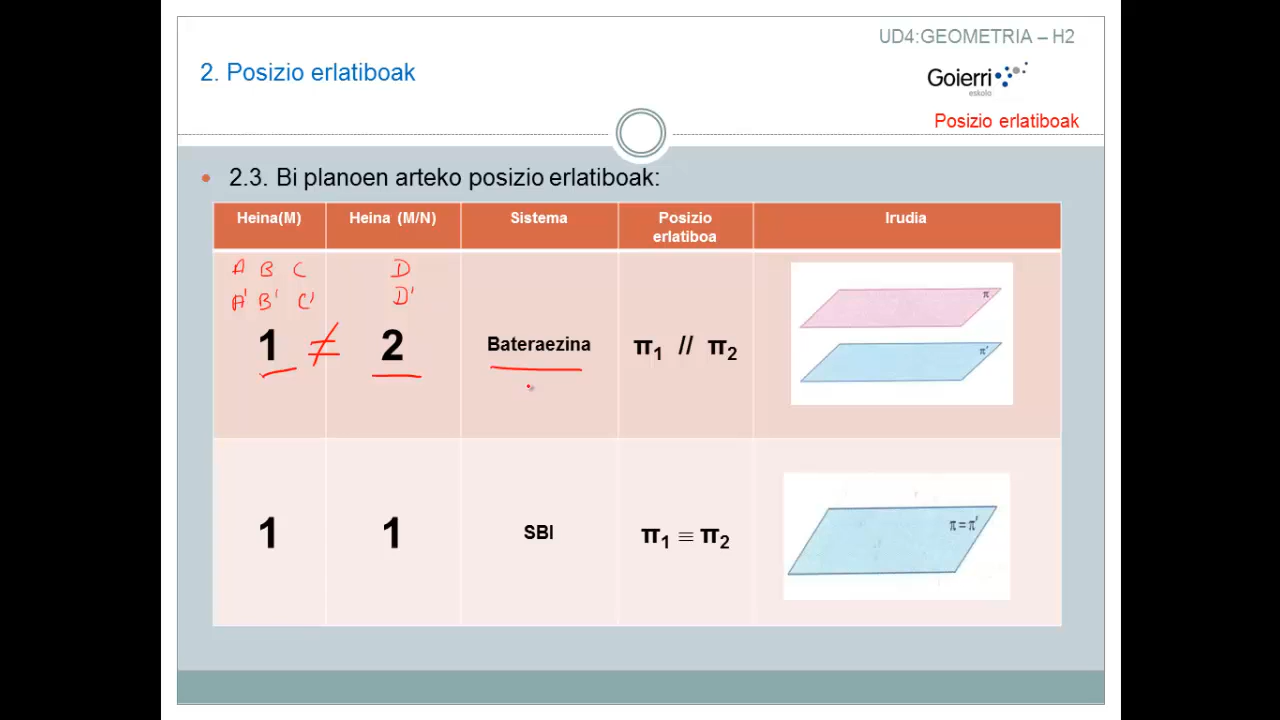 UD4:GEOMETRIA – H2
2. Posizio erlatiboak
Goierri
eskola
Posizio erlatiboak
• 2.3. Bi planoen arteko posizio erlatiboak:
Heina(M) Heina (M/N) Sistema Posizio erlatiboa Irudia
A B C D
A' B' C' D'
1 ≠ 2 Bateraezina π1 // π2
π
π'
1 1 SBI π1 ≡ π2
π = π'